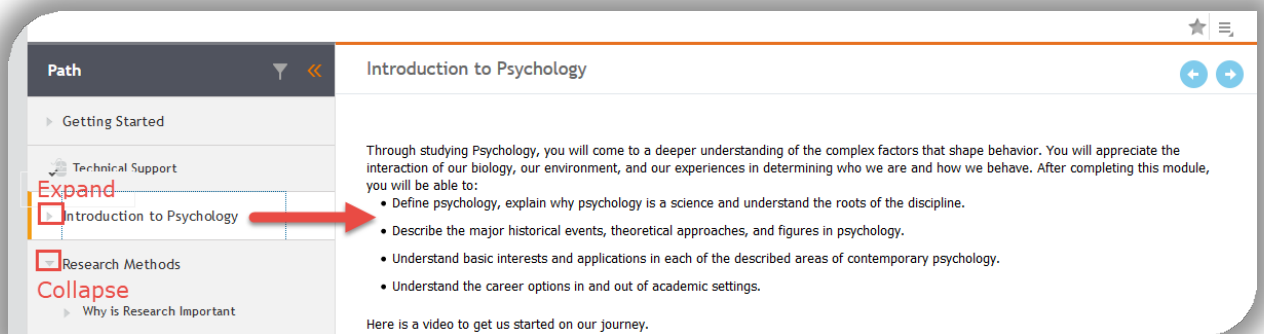 Path
Introduction to Psychology
Getting Started
Technical Support
Expand
Introduction to Psychology
Research Methods
Collapse
Why is Research Important
Through studying Psychology, you will come to a deeper understanding of the complex factors that shape behavior. You will appreciate the
interaction of our biology, our environment, and our experiences in determining who we are and how we behave. After completing this module,
you will be able to:
• Define psychology, explain why psychology is a science and understand the roots of the discipline.
• Describe the major historical events, theoretical approaches, and figures in psychology.
• Understand basic interests and applications in each of the described areas of contemporary psychology.
• Understand the career options in and out of academic settings.
Here is a video to get us started on our journey.